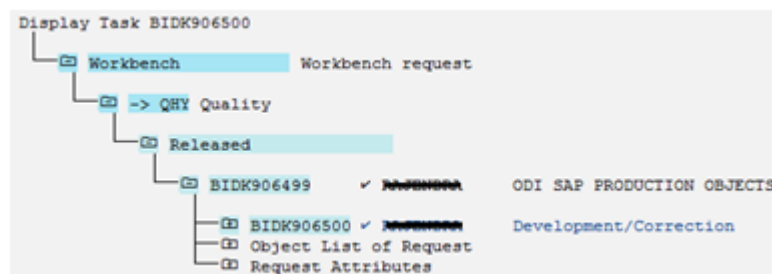 Display Task BIDK906500
Workbench Workbench request
-> QHY Quality
Released
BIDK906499 ✓ ODI SAP PRODUCTION OBJECTS
BIDK906500 ✓ Development/Correction
Object List of Request
Request Attributes